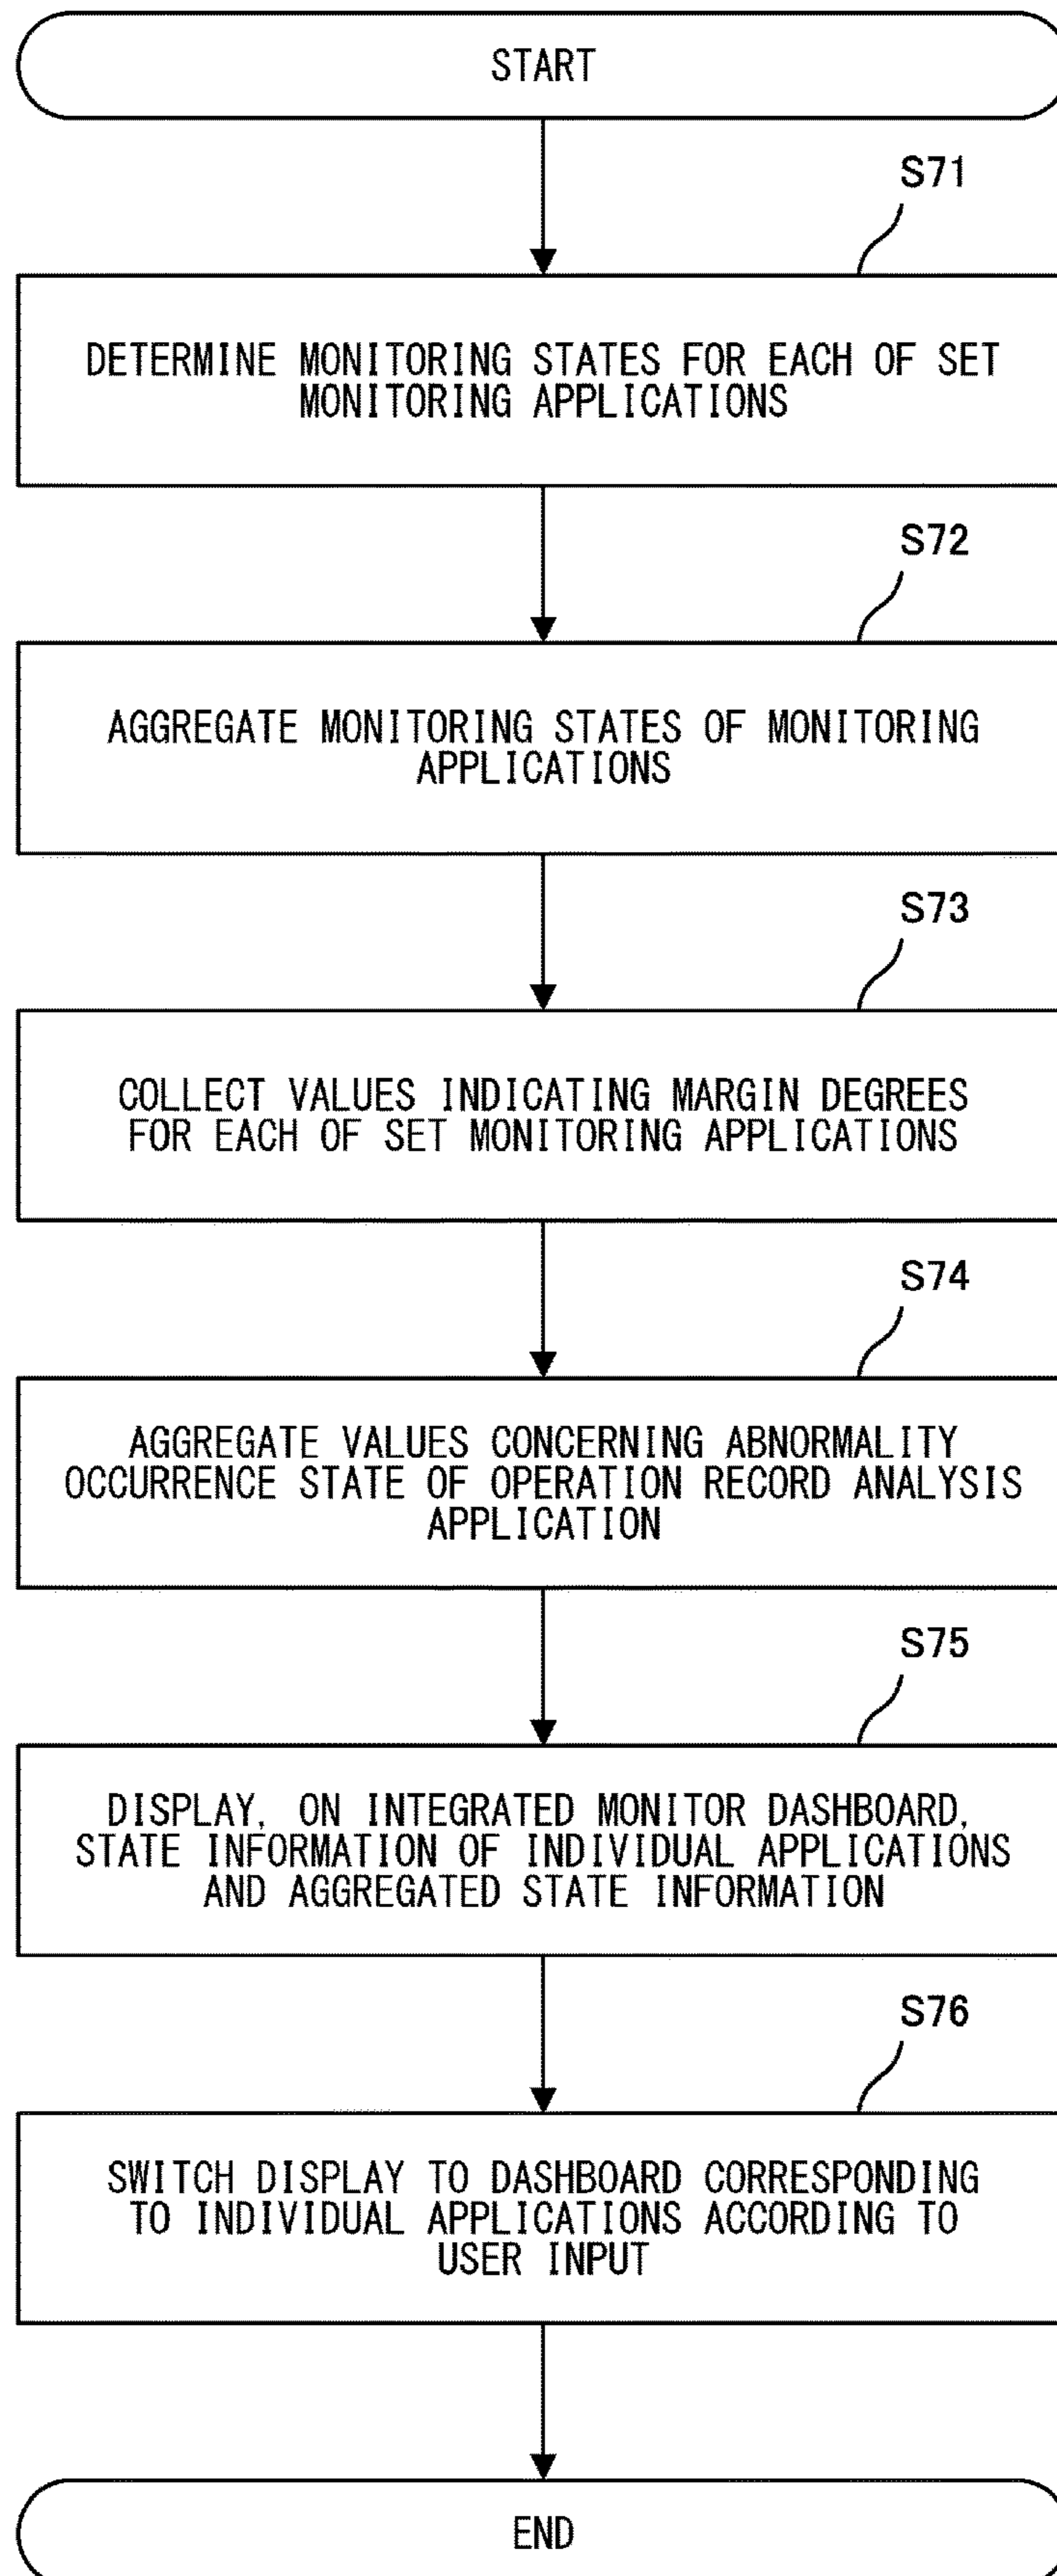 START
S71
DETERMINE MONITORING STATES FOR EACH OF SET
MONITORING APPLICATIONS
S72
AGGREGATE MONITORING STATES OF MONITORING
APPLICATIONS
S73
COLLECT VALUES INDICATING MARGIN DEGREES
FOR EACH OF SET MONITORING APPLICATIONS
S74
AGGREGATE VALUES CONCERNING ABNORMALITY
OCCURRENCE STATE OF OPERATION RECORD ANALYSIS
APPLICATION
S75
DISPLAY, ON INTEGRATED MONITOR DASHBOARD,
STATE INFORMATION OF INDIVIDUAL APPLICATIONS
AND AGGREGATED STATE INFORMATION
S76
SWITCH DISPLAY TO DASHBOARD CORRESPONDING
TO INDIVIDUAL APPLICATIONS ACCORDING TO
USER INPUT
END